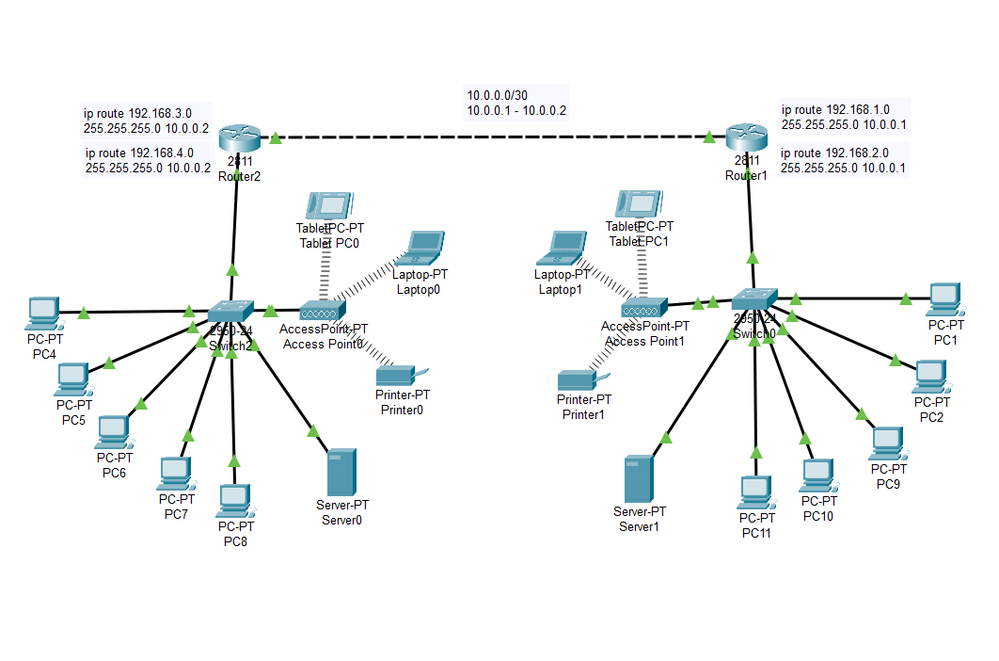 10.0.0.0/30
10.0.0.1 - 10.0.0.2
ip route 192.168.3.0
255.255.255.0 10.0.0.2
ip route 192.168.4.0
255.255.255.0 10.0.0.2
2811
Router2
ip route 192.168.1.0
255.255.255.0 10.0.0.1
ip route 192.168.2.0
255.255.255.0 10.0.0.1
2811
Router1
TabletPC-PT
Tablet PC0
Laptop-PT
Laptop0
TabletPC-PT
Tablet PC1
Laptop-PT
Laptop1
2950-24
Switch2
AccessPoint-PT
Access Point0
AccessPoint-PT
Access Point1
2950-24
Switch0
PC-PT
PC4
PC-PT
PC5
PC-PT
PC6
PC-PT
PC7
PC-PT
PC8
Server-PT
Server0
Printer-PT
Printer0
Printer-PT
Printer1
Server-PT
Server1
PC-PT
PC11
PC-PT
PC10
PC-PT
PC9
PC-PT
PC2
PC-PT
PC1